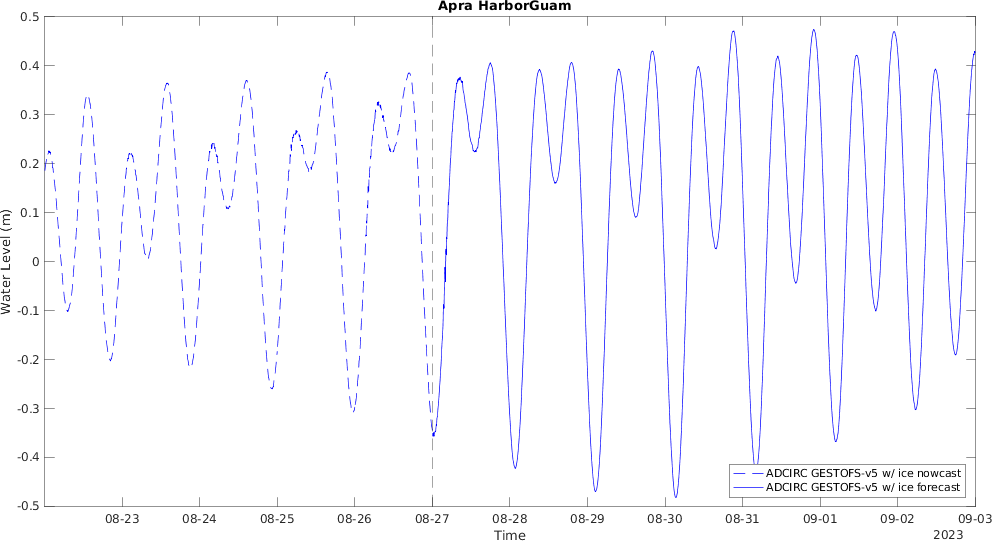 Apra HarborGuam
0.5
0.4
0.3
0.2
0.1
0
-0.1
-0.2
-0.3
-0.4
-0.5
Water Level (m)
ADCIRC GESTOFS-v5 w/ ice nowcast
ADCIRC GESTOFS-v5 w/ ice forecast
08-23 08-24 08-25 08-26 08-27 08-28 08-29 08-30 08-31 09-01 09-02 09-03
Time
2023